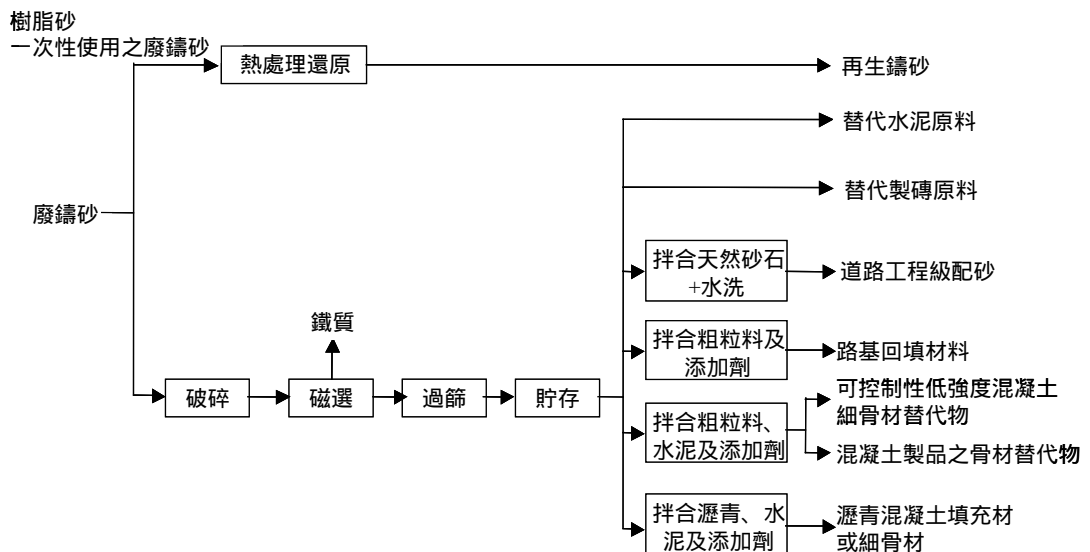 樹脂砂
一次性使用之廢鑄砂
熱處理還原
再生鑄砂
替代水泥原料
替代製磚原料
廢鑄砂
拌合天然砂石
+水洗
道路工程級配砂
鐵質
拌合粗粒料及
添加劑
路基回填材料
破碎
磁選
過篩
貯存
可控制性低強度混凝土
細骨材替代物
拌合粗粒料、
水泥及添加劑
混凝土製品之骨材替代物
拌合瀝青、水
泥及添加劑
瀝青混凝土填充材
或細骨材